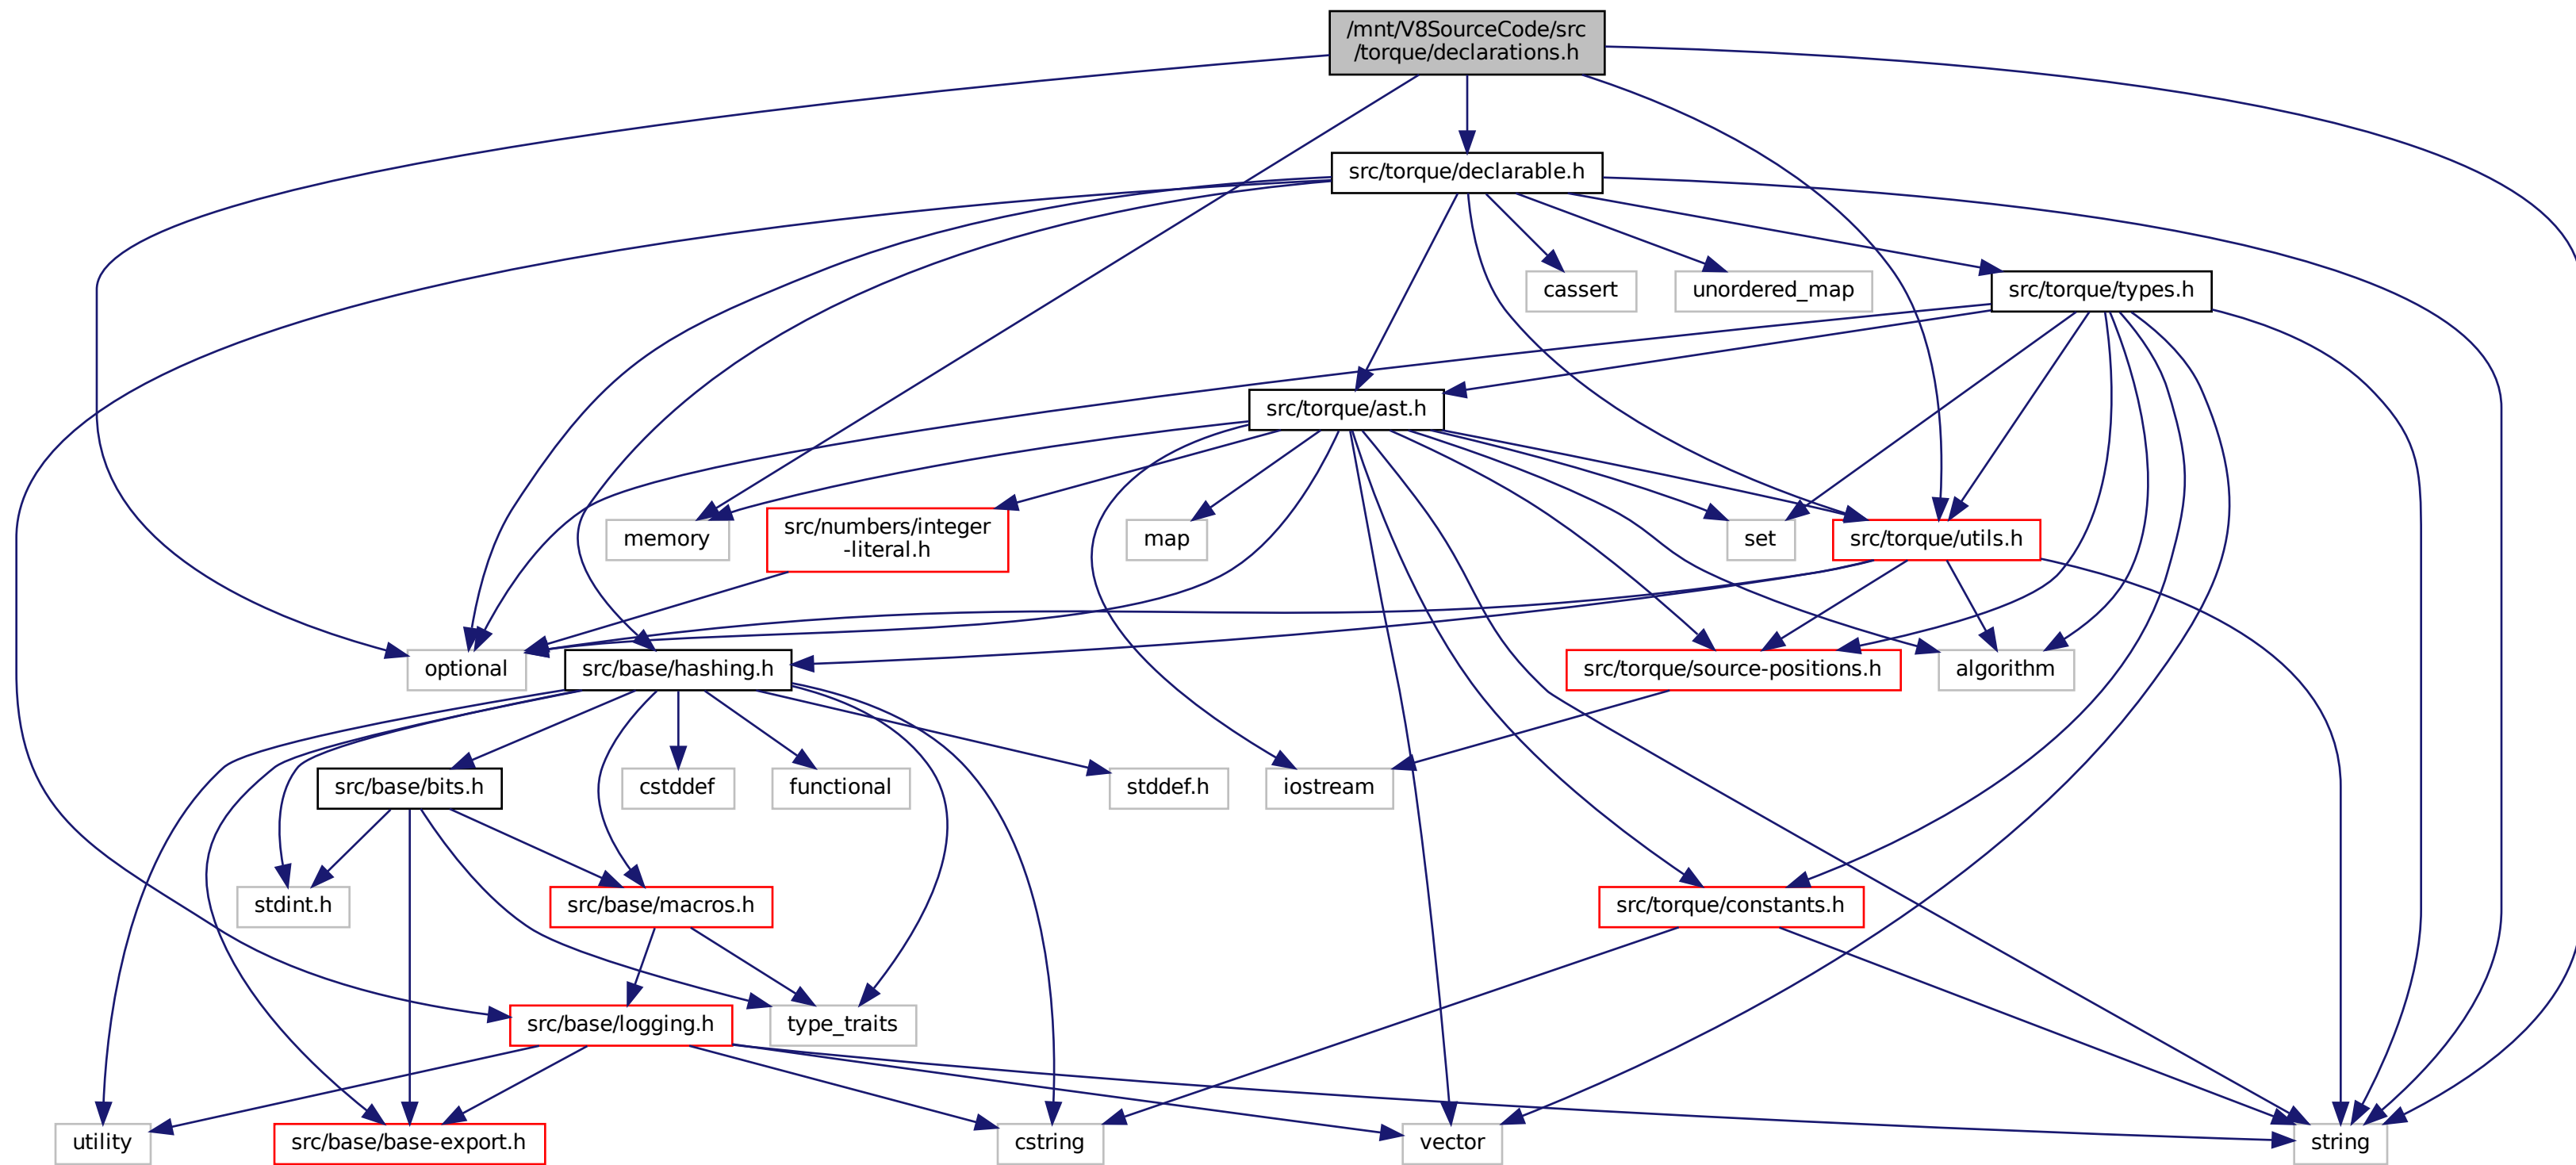 /mnt/V8SourceCode/src
/torque/declarations.h
src/torque/declarable.h
cassert
unordered_map
src/torque/types.h
src/torque/ast.h
memory
src/numbers/integer
-literal.h
map
set
src/torque/utils.h
optional
src/base/hashing.h
src/torque/source-positions.h
algorithm
src/base/bits.h
cstddef
functional
stddef.h
iostream
stdint.h
src/base/macros.h
src/torque/constants.h
src/base/logging.h
type_traits
utility
src/base/base-export.h
cstring
vector
string